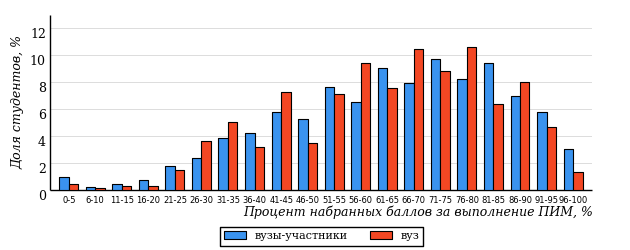 12
10
8
6
4
2
0
Доля студентов, %
0-5 6-10 11-15 16-20 21-25 26-30 31-35 36-40 41-45 46-50 51-55 56-60 61-65 66-70 71-75 76-80 81-85 86-90 91-95 96-100
Процент набранных баллов за выполнение ПИМ, %
вузы-участники вуз